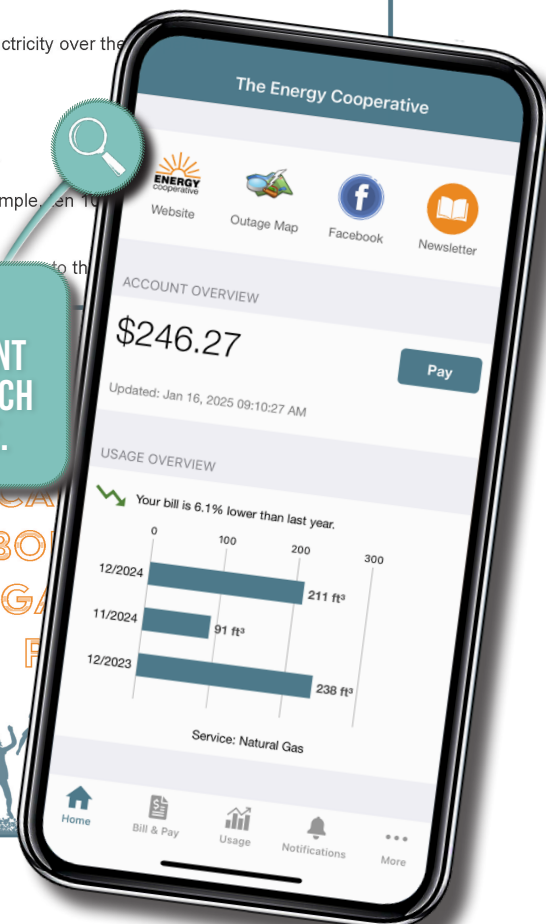 ctricity over the
The Energy Cooperative
ENERGY
cooperative
Website
Outage Map
Facebook
Newsletter
to th
ACCOUNT OVERVIEW
$246.27
Pay
Updated: Jan 16, 2025 09:10:27 AM
NT
CH
.
USAGE OVERVIEW
Your bill is 6.1% lower than last year.
0 100 200 300
12/2024 211 ft³
11/2024 91 ft³
12/2023 238 ft³
Service: Natural Gas
Home
Bill & Pay
Usage
Notifications
More